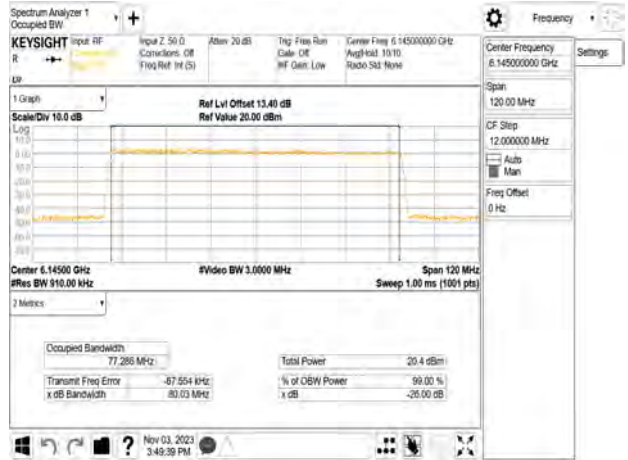 Spectrum Analyzer 1
Occupied BW
Frequency
KEYSIGHT
R
Input: RF
Input Z: 50 Ω
Corrections: Off
Freq Ref: Int (S)
Atten: 20 dB
Trig: Free Run
Gate: Off
#IF Gain: Low
Center Freq: 6.145000000 GHz
Avg|Hold: 10/10
Radio Std: None
Center Frequency
6.145000000 GHz
Settings
Span
120.00 MHz
CF Step
12.000000 MHz
Auto
Man
Freq Offset
0 Hz
1 Graph
Scale/Div 10.0 dB
Ref Lvl Offset 13.40 dB
Ref Value 20.00 dBm
Log
Center 6.14500 GHz
#Res BW 910.00 kHz
#Video BW 3.0000 MHz
Span 120 MHz
Sweep 1.00 ms (1001 pts)
2 Metrics
Occupied Bandwidth
77.286 MHz
Total Power
20.4 dBm
Transmit Freq Error
-87.554 kHz
% of OBW Power
99.00 %
x dB Bandwidth
80.03 MHz
x dB
-26.00 dB
?
Nov 03, 2023
3:49:39 PM